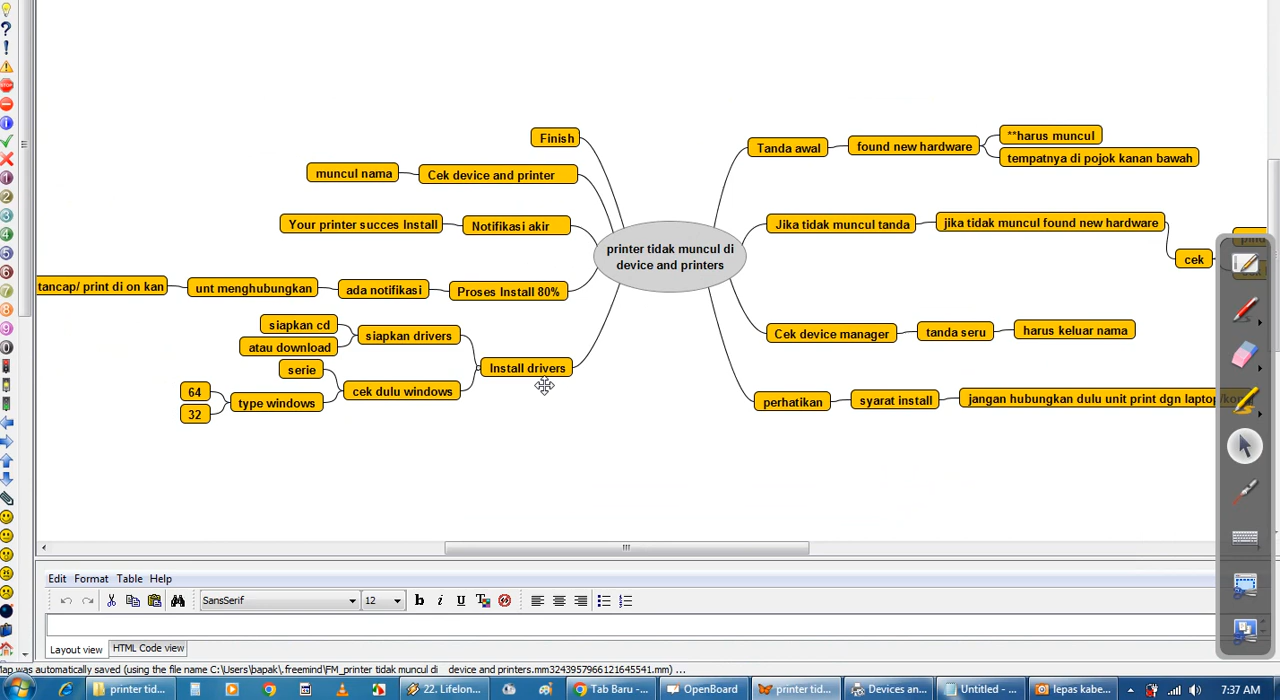 Finish
muncul nama
Cek device and printer
Your printer succes Install
Notifikasi akir
tancap/ print di on kan
unt menghubungkan
ada notifikasi
Proses Install 80%
siapkan cd
atau download
siapkan drivers
serie
64
32
type windows
cek dulu windows
Install drivers
printer tidak muncul di
device and printers
Tanda awal
found new hardware
**harus muncul
tempatnya di pojok kanan bawah
Jika tidak muncul tanda
jika tidak muncul found new hardware
cek
Cek device manager
tanda seru
harus keluar nama
perhatikan
syarat install
jangan hubungkan dulu unit print dgn laptop
Edit Format Table Help
SansSerif 12 b i u
Layout view HTML Code view
Map was automatically saved (using the file name C:\Users\bapak\.freemind\FM_printer tidak muncul di device and printers.mm3243957966121645541.mm) ...
printer tid... 22. Lifelon... Tab Baru - ... OpenBoard printer tid... Devices an... Untitled - ... lepas kabe... 7:37 AM